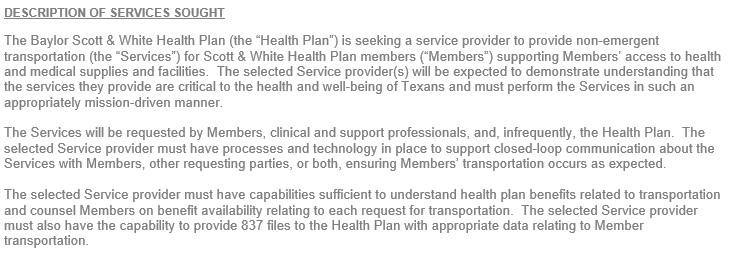 DESCRIPTION OF SERVICES SOUGHT
The Baylor Scott & White Health Plan (the “Health Plan”) is seeking a service provider to provide non-emergent
transportation (the “Services”) for Scott & White Health Plan members (“Members”) supporting Members’ access to health
and medical supplies and facilities.  The selected Service provider(s) will be expected to demonstrate understanding that
the services they provide are critical to the health and well-being of Texans and must perform the Services in such an
appropriately mission-driven manner.
The Services will be requested by Members, clinical and support professionals, and, infrequently, the Health Plan.  The
selected Service provider must have processes and technology in place to support closed-loop communication about the
Services with Members, other requesting parties, or both, ensuring Members’ transportation occurs as expected.
The selected Service provider must have capabilities sufficient to understand health plan benefits related to transportation
and counsel Members on benefit availability relating to each request for transportation.  The selected Service provider
must also have the capability to provide 837 files to the Health Plan with appropriate data relating to Member
transportation.